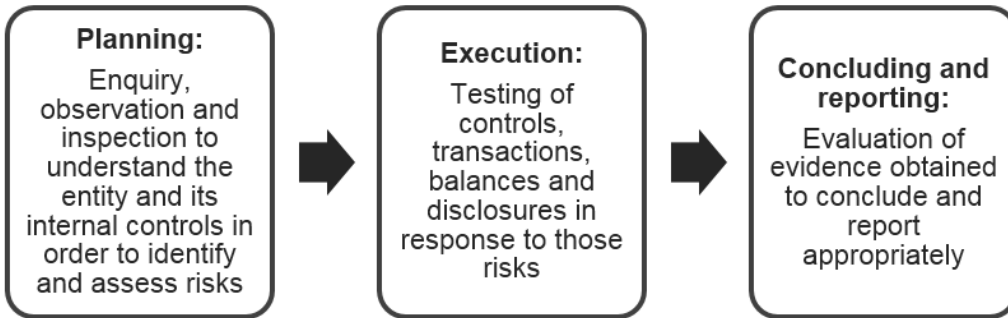 Planning:
Enquiry,
observation and
inspection to
understand the
entity and its
internal controls in
order to identify
and assess risks
Execution:
Testing of
controls,
transactions,
balances and
disclosures in
response to those
risks
Concluding and
reporting:
Evaluation of
evidence obtained
to conclude and
report
appropriately